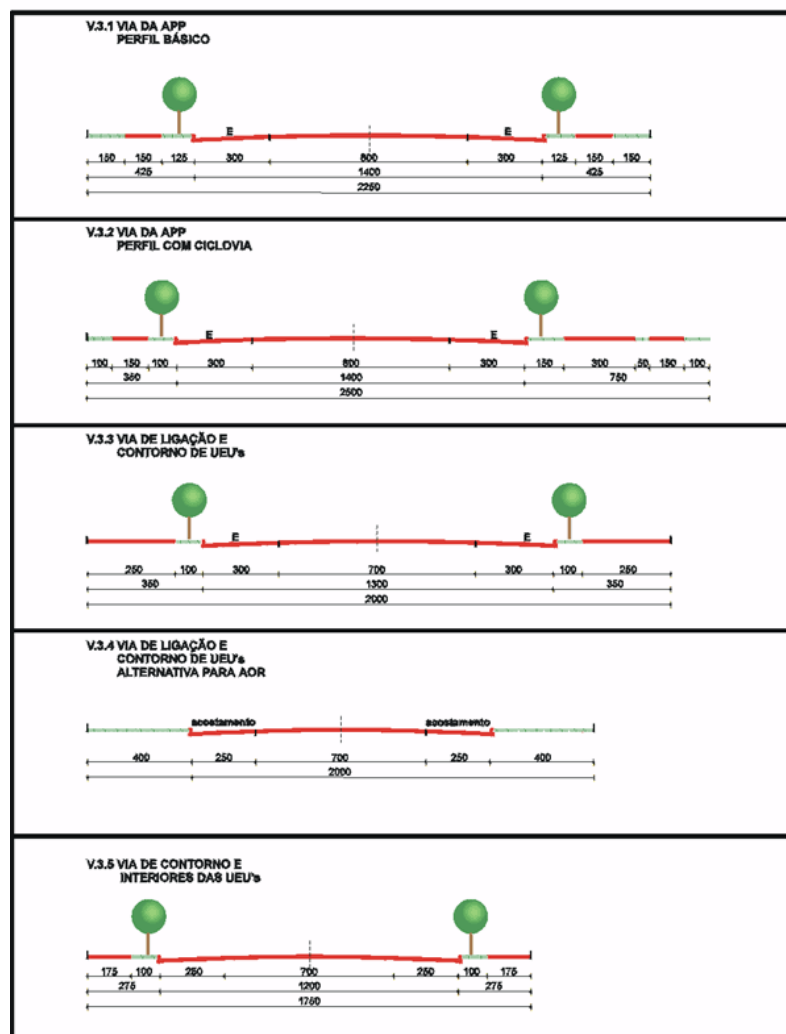 V.3.1 VIA DA APP
PERFIL BÁSICO
E E
150 150 125 300 800 300 125 150 150
425 1400 425
2250
V.3.2 VIA DA APP
PERFIL COM CICLOVIA
E E
100 150 100 300 800 300 150 300 50 150 100
350 1400 750
2500
V.3.3 VIA DE LIGAÇÃO E
CONTORNO DE UEU's
E E
250 100 300 700 300 100 250
350 1300 350
2000
V.3.4 VIA DE LIGAÇÃO E
CONTORNO DE UEU's
ALTERNATIVA PARA AOR
acostamento acostamento
400 250 700 250 400
2000
V.3.5 VIA DE CONTORNO E
INTERIORES DAS UEU's
175 100 250 700 250 100 175
275 1200 275
1750